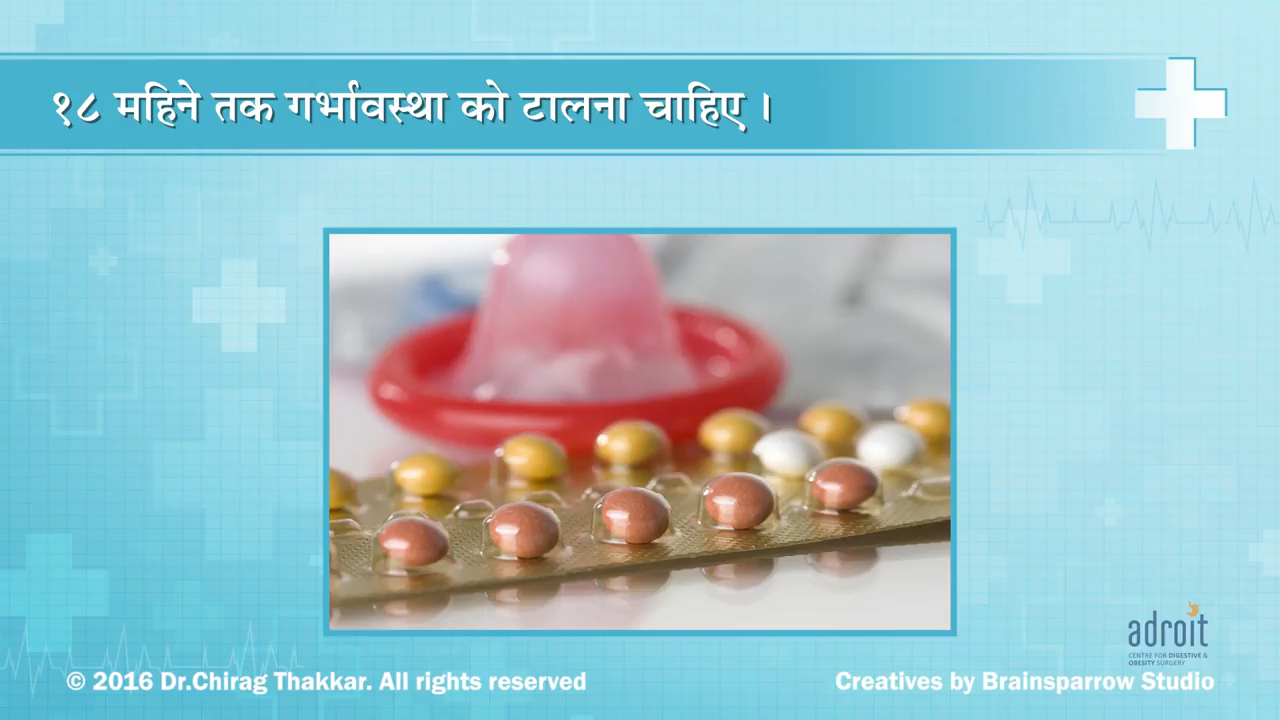 १८ महिने तक गर्भावस्था को टालना चाहिए ।
adroit
CENTRE FOR DIGESTIVE &
OBESITY SURGERY
© 2016 Dr.Chirag Thakkar. All rights reserved
Creatives by Brainsparrow Studio